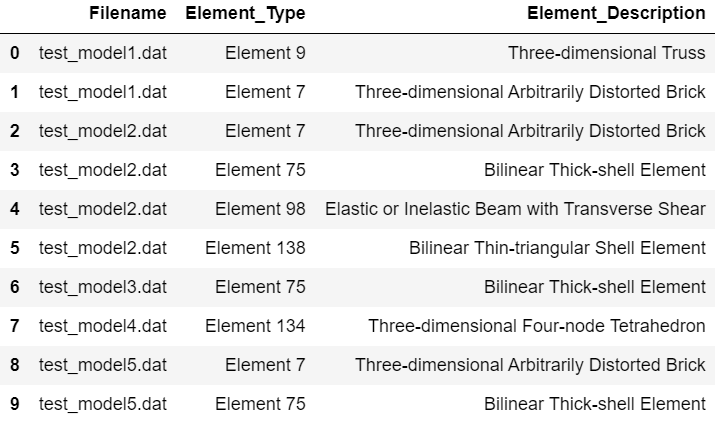 Filename Element_Type Element_Description
0 test_model1.dat Element 9 Three-dimensional Truss
1 test_model1.dat Element 7 Three-dimensional Arbitrarily Distorted Brick
2 test_model2.dat Element 7 Three-dimensional Arbitrarily Distorted Brick
3 test_model2.dat Element 75 Bilinear Thick-shell Element
4 test_model2.dat Element 98 Elastic or Inelastic Beam with Transverse Shear
5 test_model2.dat Element 138 Bilinear Thin-triangular Shell Element
6 test_model3.dat Element 75 Bilinear Thick-shell Element
7 test_model4.dat Element 134 Three-dimensional Four-node Tetrahedron
8 test_model5.dat Element 7 Three-dimensional Arbitrarily Distorted Brick
9 test_model5.dat Element 75 Bilinear Thick-shell Element